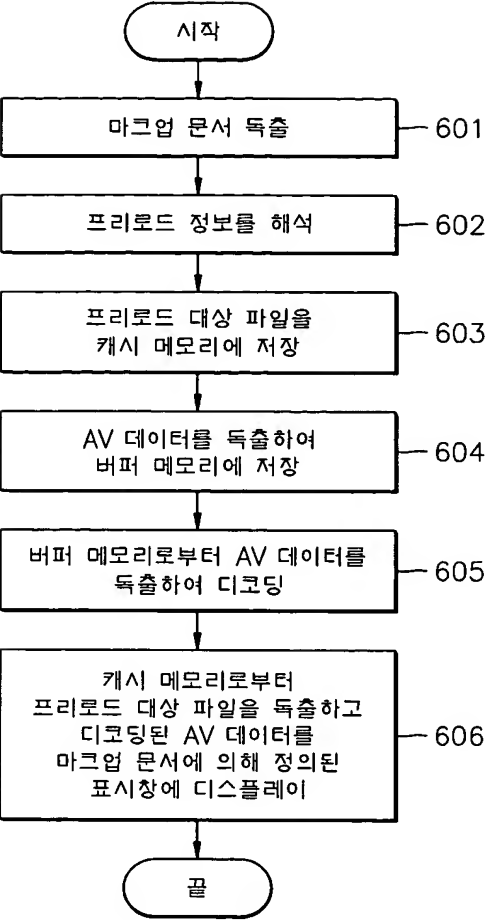 시작
마크업 문서 독출
601
프리로드 정보를 해석
602
프리로드 대상 파일을
캐시 메모리에 저장
603
AV 데이터를 독출하여
버퍼 메모리에 저장
604
버퍼 메모리로부터 AV 데이터를
독출하여 디코딩
605
캐시 메모리로부터
프리로드 대상 파일을 독출하고
디코딩된 AV 데이터를
마크업 문서에 의해 정의된
표시창에 디스플레이
606
끝